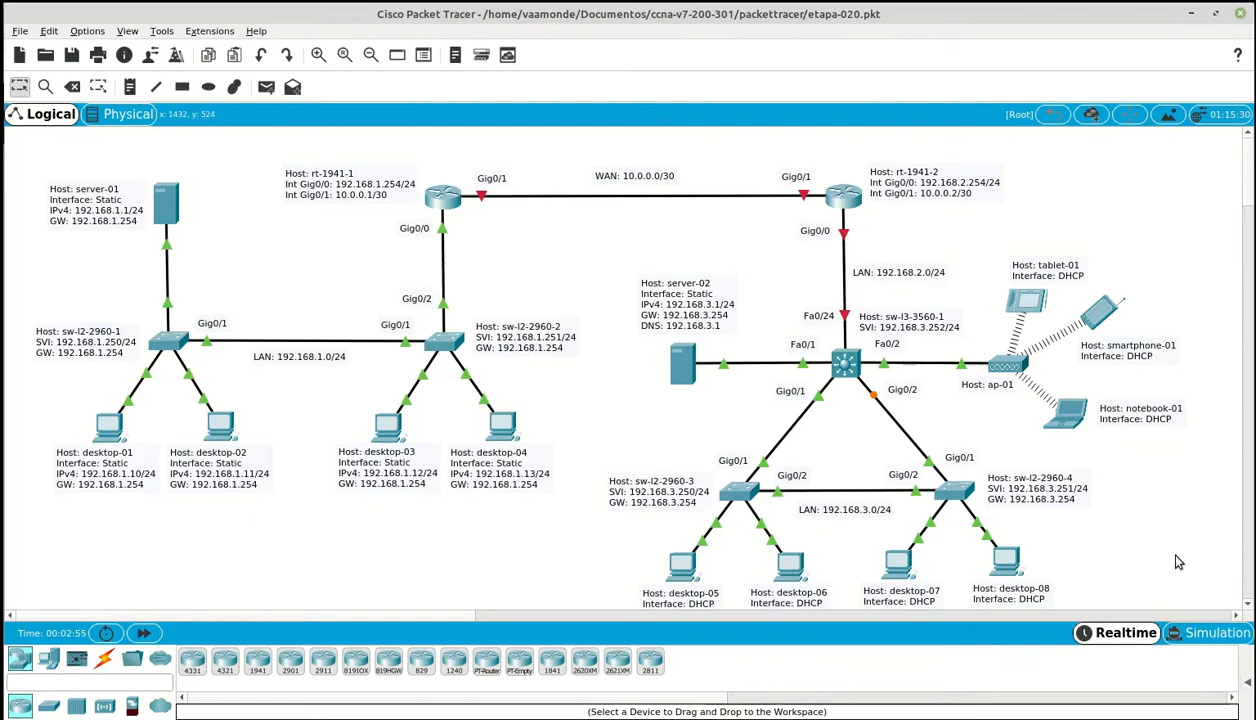 Cisco Packet Tracer - /home/vaamonde/Documentos/ccna-v7-200-301/packettracer/etapa-020.pkt
File Edit Options View Tools Extensions Help
?
Logical Physical x: 1432, y: 524 [Root] 01:15:30
Host: server-01
Interface: Static
IPv4: 192.168.1.1/24
GW: 192.168.1.254
Host: rt-1941-1
Int Gig0/0: 192.168.1.254/24
Int Gig0/1: 10.0.0.1/30
Gig0/1
WAN: 10.0.0.0/30
Gig0/1
Host: rt-1941-2
Int Gig0/0: 192.168.2.254/24
Int Gig0/1: 10.0.0.2/30
Gig0/0
Gig0/0
LAN: 192.168.2.0/24
Host: tablet-01
Interface: DHCP
Host: server-02
Interface: Static
IPv4: 192.168.3.1/24
GW: 192.168.3.254
DNS: 192.168.3.1
Gig0/2
Fa0/24
Host: sw-l3-3560-1
SVI: 192.168.3.252/24
Host: sw-l2-2960-1
SVI: 192.168.1.250/24
GW: 192.168.1.254
Gig0/1
Gig0/1
LAN: 192.168.1.0/24
Host: sw-l2-2960-2
SVI: 192.168.1.251/24
GW: 192.168.1.254
Fa0/1
Fa0/2
Host: smartphone-01
Interface: DHCP
Host: ap-01
Gig0/1
Gig0/2
Host: notebook-01
Interface: DHCP
Host: desktop-01
Interface: Static
IPv4: 192.168.1.10/24
GW: 192.168.1.254
Host: desktop-02
Interface: Static
IPv4: 192.168.1.11/24
GW: 192.168.1.254
Host: desktop-03
Interface: Static
IPv4: 192.168.1.12/24
GW: 192.168.1.254
Host: desktop-04
Interface: Static
IPv4: 192.168.1.13/24
GW: 192.168.1.254
Gig0/1
Gig0/1
Host: sw-l2-2960-3
SVI: 192.168.3.250/24
GW: 192.168.3.254
Gig0/2
Gig0/2
LAN: 192.168.3.0/24
Host: sw-l2-2960-4
SVI: 192.168.3.251/24
GW: 192.168.3.254
Host: desktop-05
Interface: DHCP
Host: desktop-06
Interface: DHCP
Host: desktop-07
Interface: DHCP
Host: desktop-08
Interface: DHCP
Time: 00:02:55 Realtime Simulation
4331 4321 1941 2901 2911 819IOX 819HGW 829 1240 PT-Router PT-Empty 1841 2620XM 2621XM 2811
(Select a Device to Drag and Drop to the Workspace)